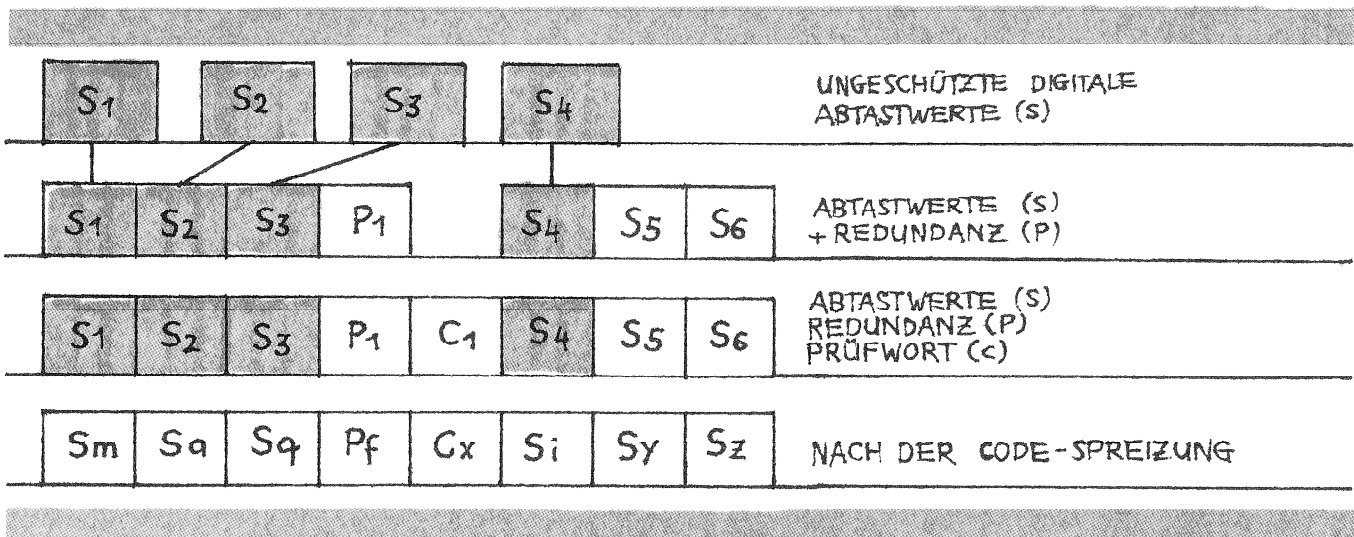 S1 S2 S3 S4 UNGESCHÜTZTE DIGITALE
ABTASTWERTE (S)
S1 S2 S3 P1 S4 S5 S6 ABTASTWERTE (S)
+ REDUNDANZ (P)
S1 S2 S3 P1 C1 S4 S5 S6 ABTASTWERTE (S)
REDUNDANZ (P)
PRÜFWORT (C)
Sm Sa Sq Pf Cx Si Sy Sz NACH DER CODE-SPREIZUNG